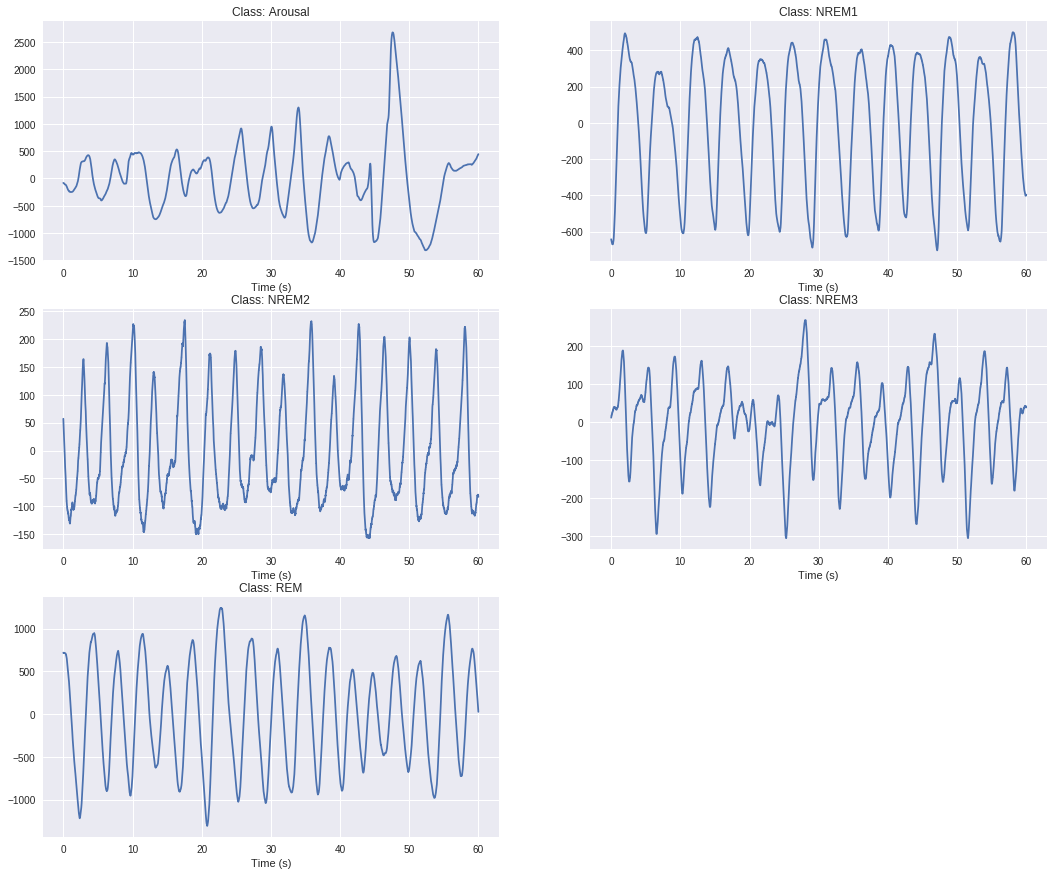 Class: Arousal
2500
2000
1500
1000
500
0
−500
−1000
−1500
0 10 20 30 40 50 60
Time (s)
Class: NREM1
400
200
0
−200
−400
−600
0 10 20 30 40 50 60
Time (s)
Class: NREM2
250
200
150
100
50
0
−50
−100
−150
0 10 20 30 40 50 60
Time (s)
Class: NREM3
200
100
0
−100
−200
−300
0 10 20 30 40 50 60
Time (s)
Class: REM
1000
500
0
−500
−1000
0 10 20 30 40 50 60
Time (s)